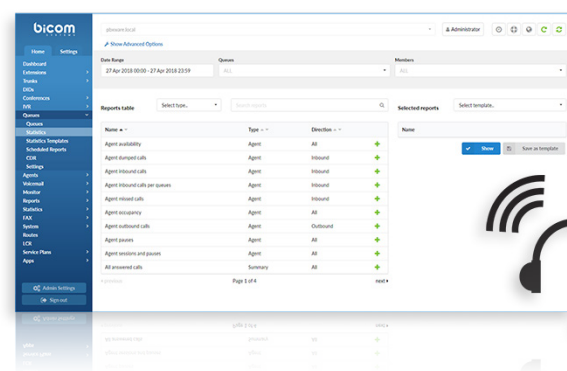 bicom
SYSTEMS
pbxware.local
Administrator
Show Advanced Options
Home Settings
Dashboard
Extensions
Trunks
DIDs
Conferences
IVR
Queues
Queues
Statistics
Statistics Templates
Scheduled Reports
CDR
Settings
Agents
Voicemail
Monitor
Reports
Statistics
FAX
System
Routes
LCR
Service Plans
Apps
Admin Settings
Sign out
Date Range Queues Members
27 Apr 2018 00:00 - 27 Apr 2018 23:59 ALL ALL
Reports table Select type.. Search reports Selected reports Select template..
Name Type Direction Name
Agent availability Agent All
Agent dumped calls Agent Inbound
Agent inbound calls Agent Inbound
Agent inbound calls per queues Agent Inbound
Agent missed calls Agent Inbound
Agent occupancy Agent All
Agent outbound calls Agent Outbound
Agent pauses Agent All
Agent sessions and pauses Agent All
All answered calls Summary All
Show Save as template
previous Page 1 of 4 next